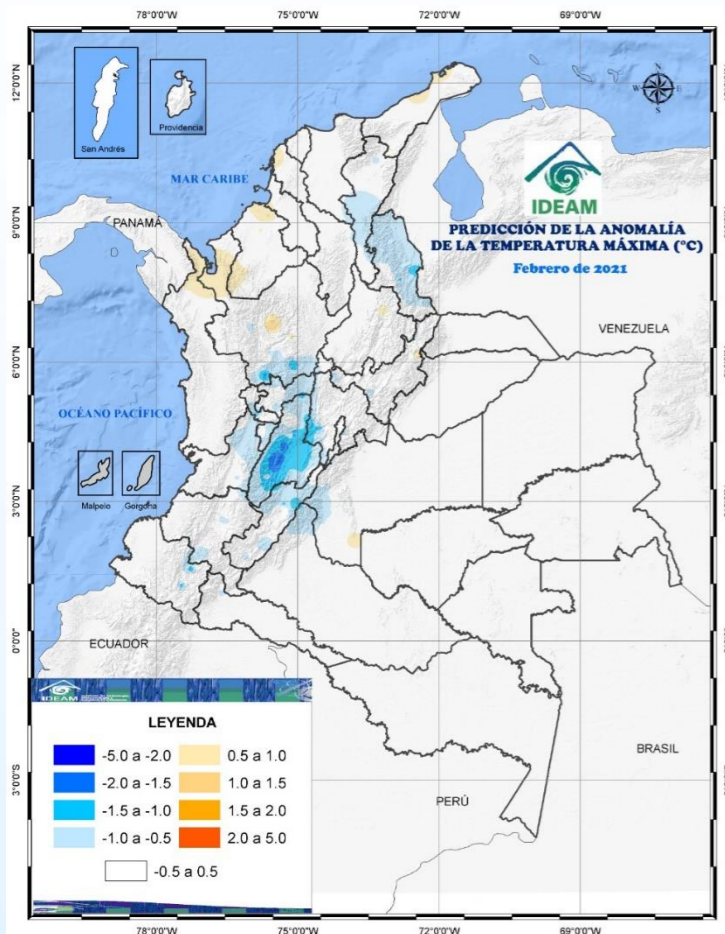 78°0'0"W 75°0'0"W 72°0'0"W 69°0'0"W
12°0'0"N
9°0'0"N
6°0'0"N
3°0'0"N
0°0'0"
3°0'0"S
San Andrés
Providencia
N
W E
S
MAR CARIBE
IDEAM
PANAMÁ
PREDICCIÓN DE LA ANOMALÍA
DE LA TEMPERATURA MÁXIMA (°C)
Febrero de 2021
VENEZUELA
OCÉANO PACÍFICO
Malpelo
Gorgona
ECUADOR
BRASIL
PERÚ
IDEAM
LEYENDA
-5.0 a -2.0 0.5 a 1.0
-2.0 a -1.5 1.0 a 1.5
-1.5 a -1.0 1.5 a 2.0
-1.0 a -0.5 2.0 a 5.0
-0.5 a 0.5
78°0'0"W 75°0'0"W 72°0'0"W 69°0'0"W